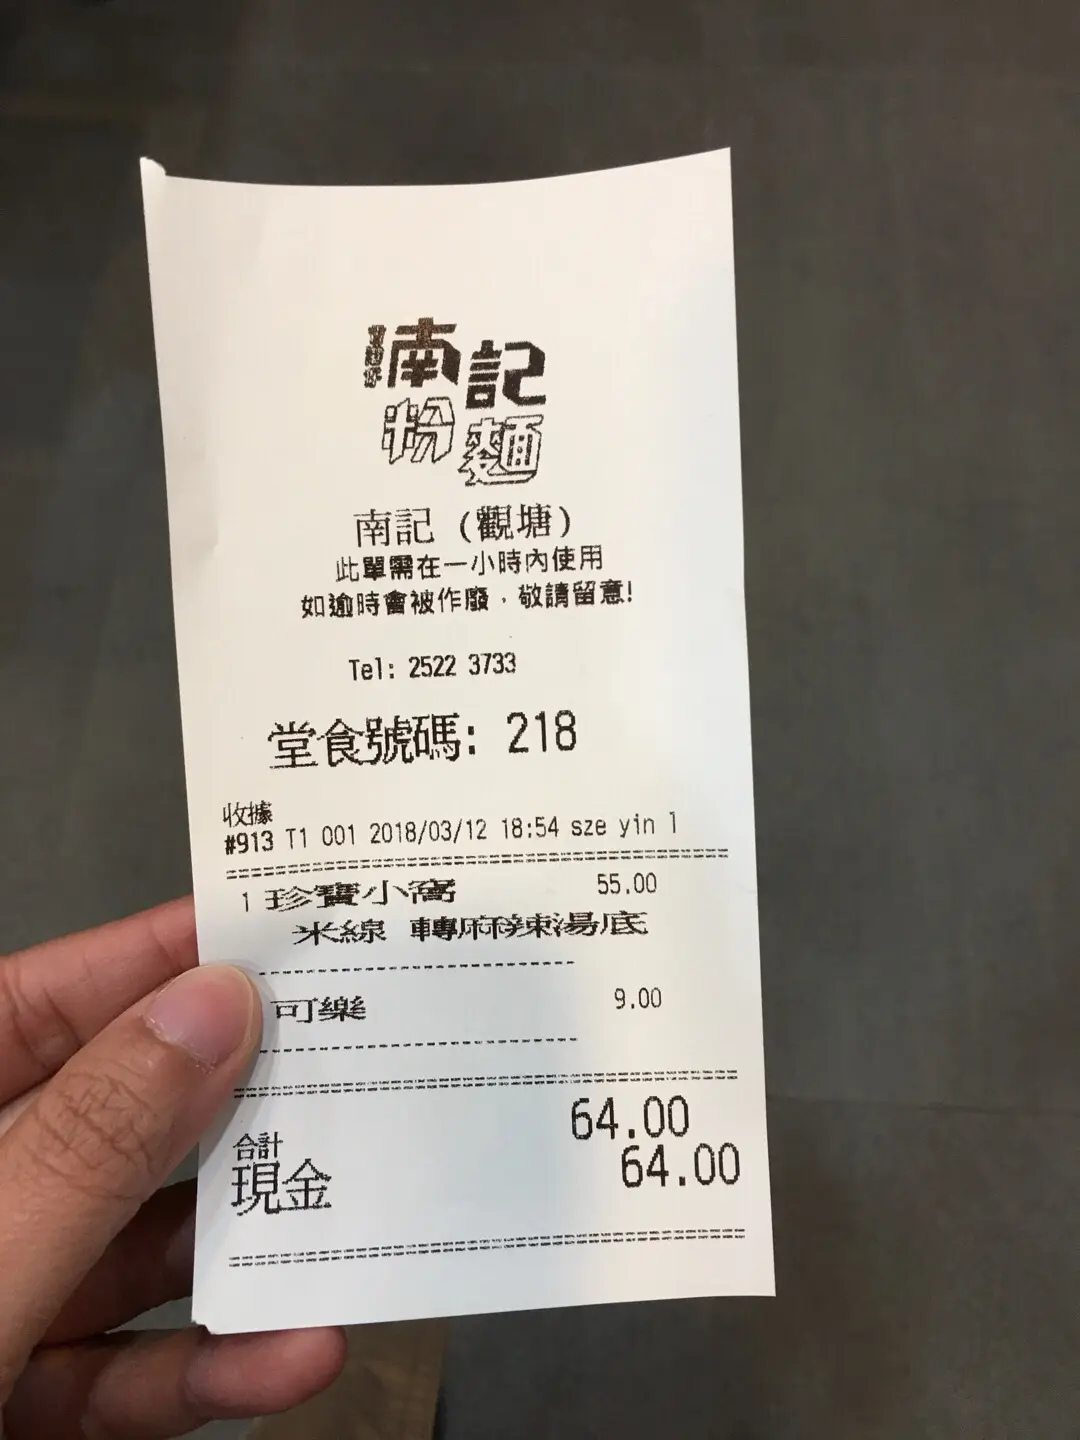 南記
粉麵
南記 (觀塘)
此單需在一小時內使用
如逾時會被作廢，敬請留意!
Tel: 2522 3733
堂食號碼: 218
收據
#913 T1 001 2018/03/12 18:54 sze yin 1
1 珍寶小窩 55.00
米線 轉麻辣湯底
可樂 9.00
合計 64.00
現金 64.00